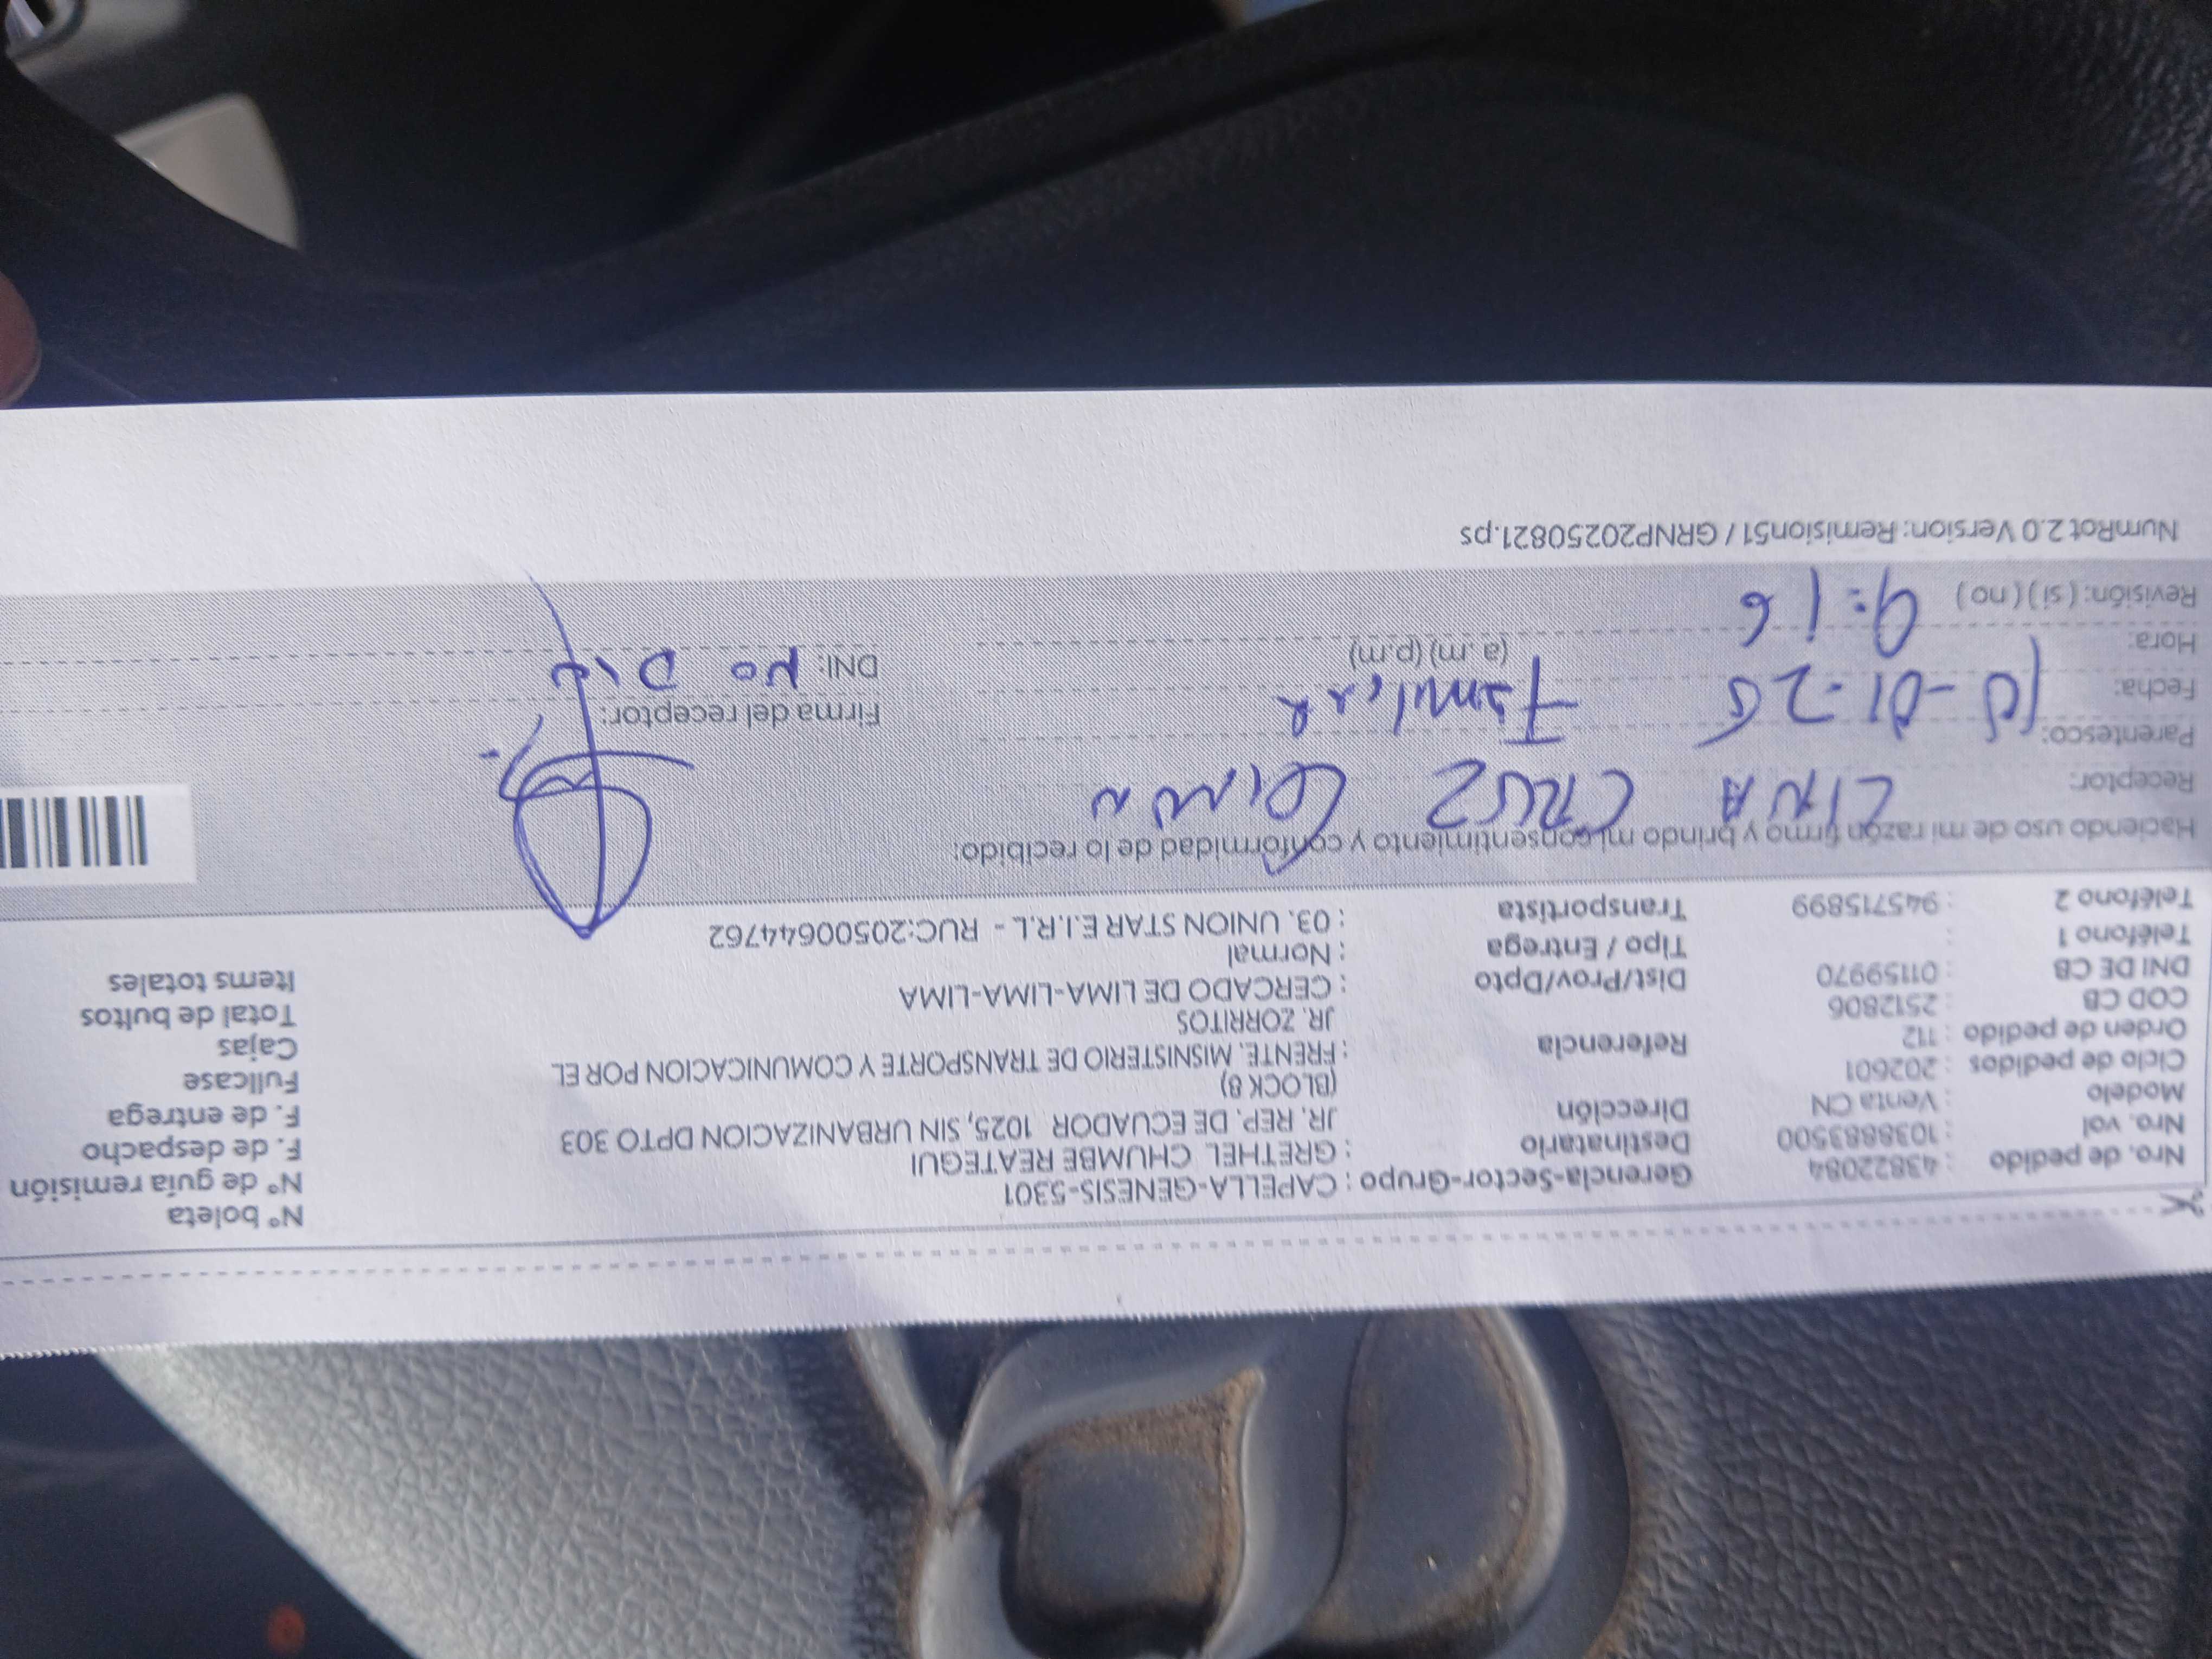 Nro. de pedido : 43822084
Nro. vol : 1038883500
Modelo : Venta CN
Ciclo de pedidos : 202601
Orden de pedido : 112
COD CB : 2512806
DNI DE CB : 01159970
Teléfono 1 :
Teléfono 2 : 945715899
Gerencia-Sector-Grupo : CAPELLA-GENESIS-5301
Destinatario : GRETHEL CHUMBE REATEGUI
Dirección JR. REP. DE ECUADOR 1025, SIN URBANIZACION DPTO 303
(BLOCK 8)
Referencia : FRENTE. MISNISTERIO DE TRANSPORTE Y COMUNICACION POR EL
JR. ZORRITOS
Dist/Prov/Dpto : CERCADO DE LIMA-LIMA-LIMA
Tipo / Entrega : Normal
Transportista : 03. UNION STAR E.I.R.L - RUC:20500644762
N° boleta
N° de guía remisión
F. de despacho
F. de entrega
Fullcase
Cajas
Total de bultos
Items totales
Haciendo uso de mi razón firmo y brindo mi consentimiento y conformidad de lo recibido:
Receptor: CRUZ
Parentesco: Familiar
Fecha:
Hora: 9:16 (a.m) (p.m)
Revisión: ( si ) ( no )
Firma del receptor:
DNI: NO DIO
NumRot 2.0 Version: Remision51 / GRNP20250821.ps